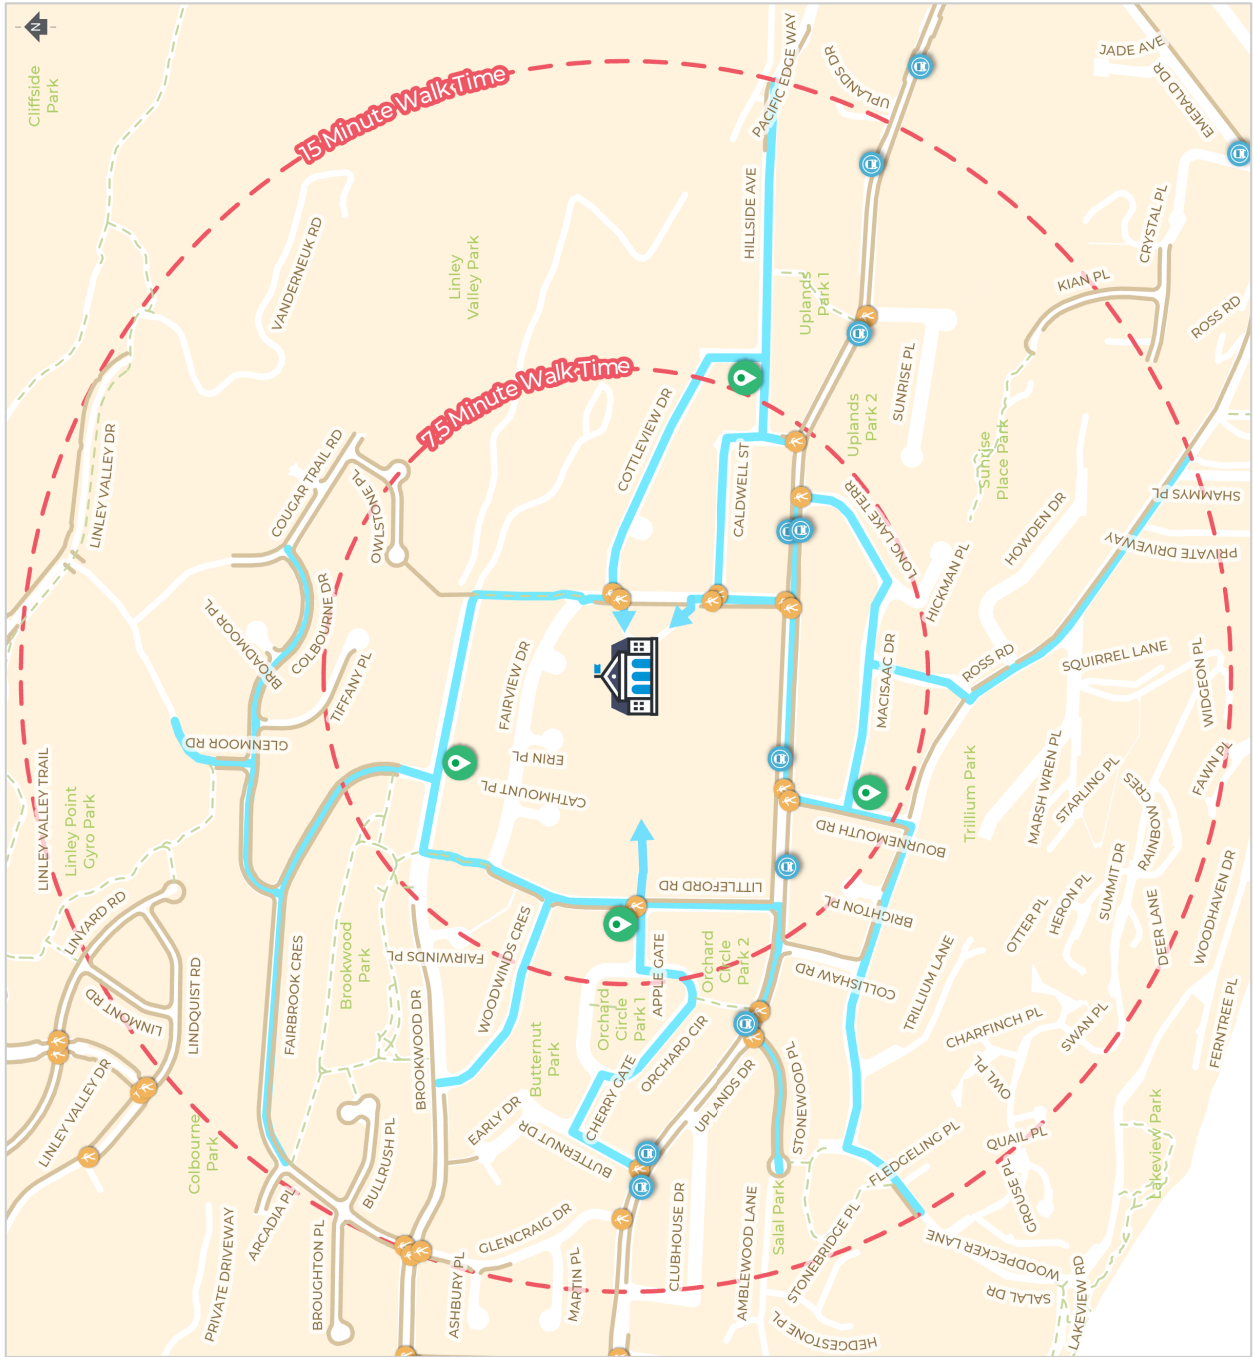 N
Cliffside
Park
15 Minute Walk Time
PACIFIC EDGE WAY
UPLANDS DR
JADE AVE
EMERALD DR
HILLSIDE AVE
CRYSTAL PL
VANDERNEUK RD
Linley
Valley Park
Uplands
Park 1
KIAN PL
ROSS RD
7.5 Minute Walk Time
SUNRISE PL
COTTLEVIEW DR
Uplands
Park 2
LINLEY VALLEY DR
COUGAR TRAIL RD
OWLSTONE PL
CALDWELL ST
LONG LAKE TERR
Sunrise
Place Park
HOWDEN DR
SHAMMYS PL
PRIVATE DRIVEWAY
HICKMAN PL
BROADMOOR PL
COLBOURNE DR
TIFFANY PL
FAIRVIEW DR
MACISAAC DR
ROSS RD
SQUIRREL LANE
WIDGEON PL
GLENMOOR RD
ERIN PL
CATHMOUNT PL
LINLEY VALLEY TRAIL
Linley Point
Gyro Park
Trillium Park
MARSH WREN PL
STARLING PL
FAWN PL
RAINBOW CRES
BOURNEMOUTH RD
LITTLEFORD RD
BRIGHTON PL
SUMMIT DR
HERON PL
OTTER PL
DEER LANE
WOODHAVEN DR
LINYARD RD
LINMONT RD
LINDQUIST RD
FAIRBROOK CRES
Brookwood
Park
FAIRWINDS PL
WOODWINDS CRES
APPLE GATE
Orchard
Circle
Park 2
COLLISHAW RD
TRILLIUM LANE
Orchard
Circle
Park 1
CHARFINCH PL
SWAN PL
FERNTREE PL
LINLEY VALLEY DR
BROOKWOOD DR
Butternut
Park
ORCHARD CIR
CHERRY GATE
UPLANDS DR
STONEWOOD PL
OWL PL
EARLY DR
BUTTERNUT DR
Colbourne
Park
BULLRUSH PL
FLEDGELING PL
QUAIL PL
GROUSE PL
Lakeview Park
ARCADIA PL
PRIVATE DRIVEWAY
BROUGHTON PL
GLENCRAIG DR
CLUBHOUSE DR
AMBLEWOOD LANE
Salal Park
STONEBRIDGE PL
WOODPECKER LANE
SALAL DR
ASHBURY PL
MARTIN PL
HEDGESTONE PL
LAKEVIEW RD